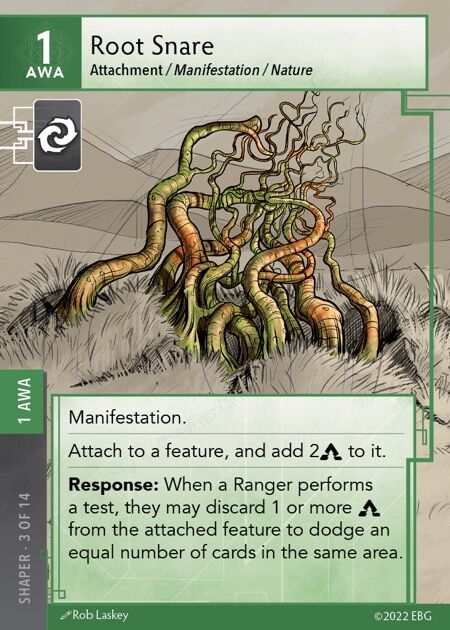 1
AWA
Root Snare
Attachment / Manifestation / Nature
1 AWA
Manifestation.
Attach to a feature, and add 2 to it.
Response: When a Ranger performs
a test, they may discard 1 or more
from the attached feature to dodge an
equal number of cards in the same area.
SHAPER - 3 OF 14
Rob Laskey
©2022 EBG